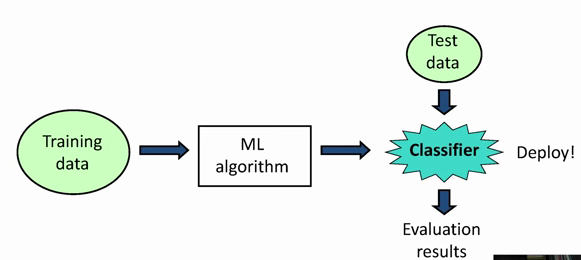 Test
data
Training
data
ML
algorithm
Classifier
Deploy!
Evaluation
results